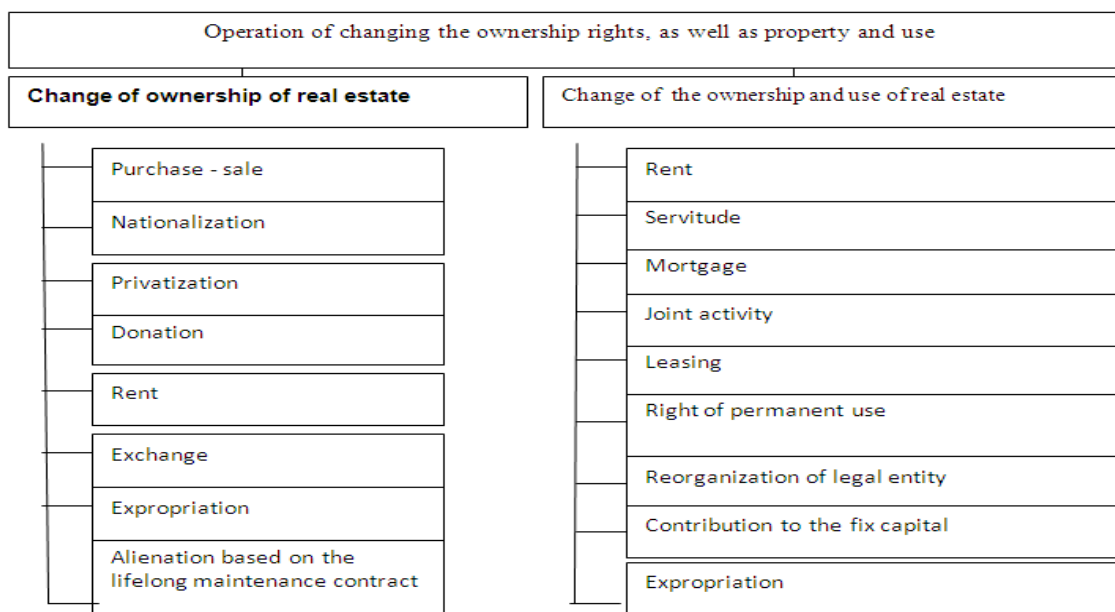 Operation of changing the ownership rights, as well as property and use
Change of ownership of real estate
Purchase - sale
Nationalization
Privatization
Donation
Rent
Exchange
Expropriation
Alienation based on the
lifelong maintenance contract
Change of the ownership and use of real estate
Rent
Servitude
Mortgage
Joint activity
Leasing
Right of permanent use
Reorganization of legal entity
Contribution to the fix capital
Expropriation